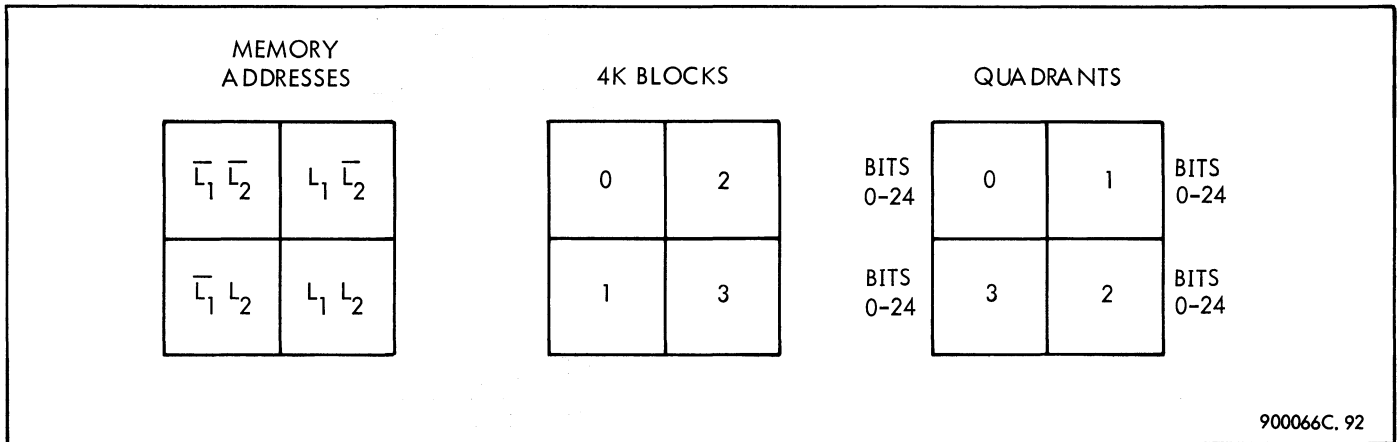 MEMORY
ADDRESSES
L̅₁ L̅₂ L₁ L̅₂
L̅₁ L₂ L₁ L₂
4K BLOCKS
0 2
1 3
QUADRANTS
BITS
0-24
0 1
BITS
0-24
BITS
0-24
3 2
BITS
0-24
900066C. 92